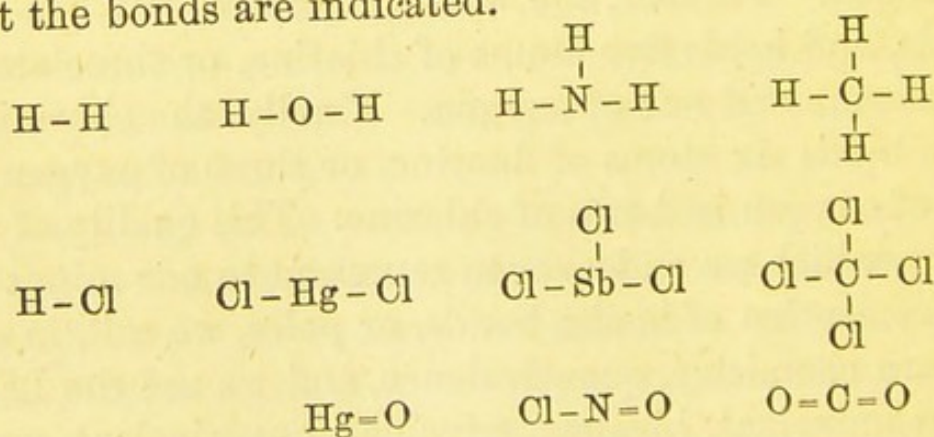 t the bonds are indicated.
H H
| |
H – H H – O – H H – N – H H – C – H
|
H
Cl Cl
| |
H – Cl Cl – Hg – Cl Cl – Sb – Cl Cl – C – Cl
|
Cl
Hg = O Cl – N = O O = C = O